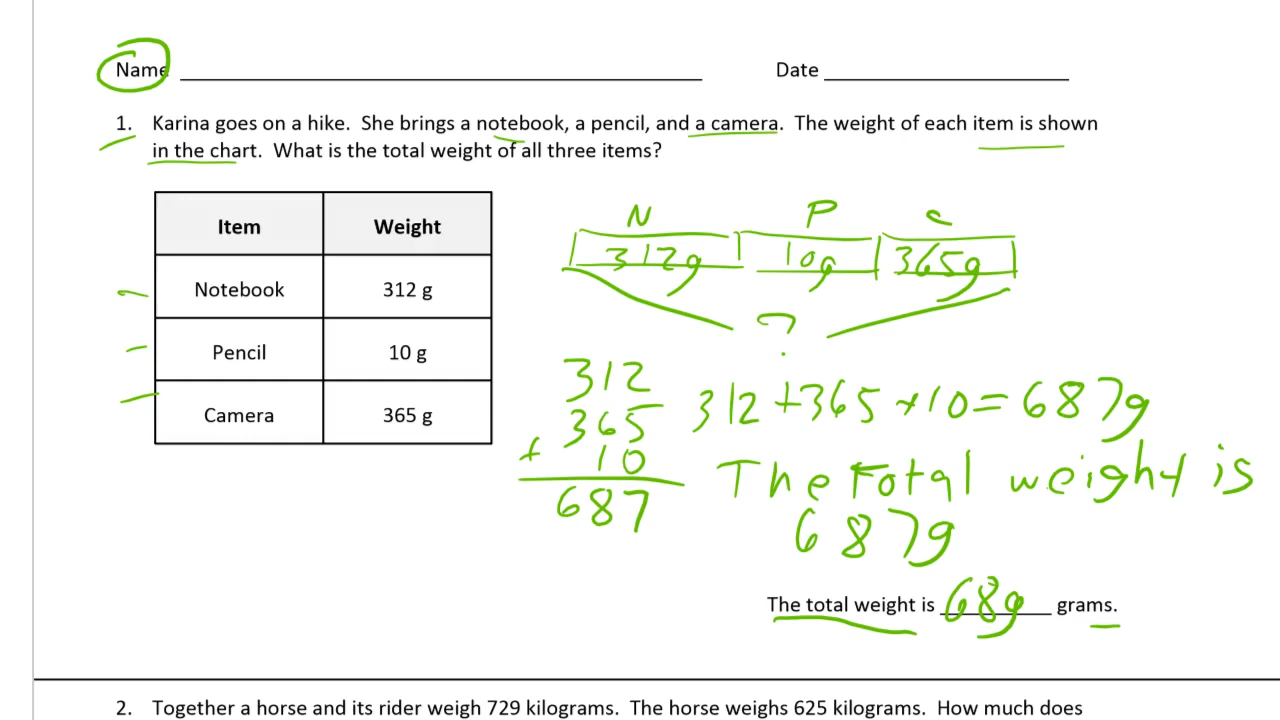 Name Date
1. Karina goes on a hike. She brings a notebook, a pencil, and a camera. The weight of each item is shown
in the chart. What is the total weight of all three items?
Item Weight
Notebook 312 g
Pencil 10 g
Camera 365 g
N P C
312g 10g 365g
?
312
365
+ 10
687
312+365+10=687g
The total weight is
687g
The total weight is 68g grams.
2. Together a horse and its rider weigh 729 kilograms. The horse weighs 625 kilograms. How much does